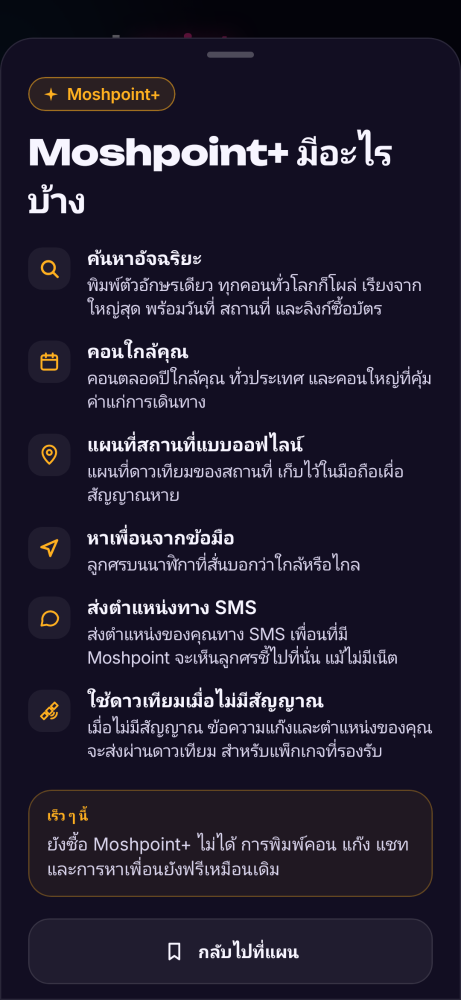 Moshpoint+
Moshpoint+ มีอะไร
บ้าง
ค้นหาอัจฉริยะ
พิมพ์ตัวอักษรเดียว ทุกคอนทั่วโลกก็โผล่ เรียงจาก
ใหญ่สุด พร้อมวันที่ สถานที่ และลิงก์ซื้อบัตร
คอนใกล้คุณ
คอนตลอดปีใกล้คุณ ทั่วประเทศ และคอนใหญ่ที่คุ้ม
ค่าแก่การเดินทาง
แผนที่สถานที่แบบออฟไลน์
แผนที่ดาวเทียมของสถานที่ เก็บไว้ในมือถือเผื่อ
สัญญาณหาย
หาเพื่อนจากข้อมือ
ลูกศรบนนาฬิกาที่สั่นบอกว่าใกล้หรือไกล
ส่งตำแหน่งทาง SMS
ส่งตำแหน่งของคุณทาง SMS เพื่อนที่มี
Moshpoint จะเห็นลูกศรชี้ไปที่นั่น แม้ไม่มีเน็ต
ใช้ดาวเทียมเมื่อไม่มีสัญญาณ
เมื่อไม่มีสัญญาณ ข้อความแก๊งและตำแหน่งของคุณ
จะส่งผ่านดาวเทียม สำหรับแพ็กเกจที่รองรับ
เร็วๆ นี้
ยังซื้อ Moshpoint+ ไม่ได้ การพิมพ์คอน แก๊ง แชท
และการหาเพื่อนยังฟรีเหมือนเดิม
กลับไปที่แผน